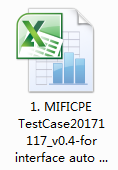 1. MIFICPE
TestCase20171
117_v0.4-for
interface auto ...